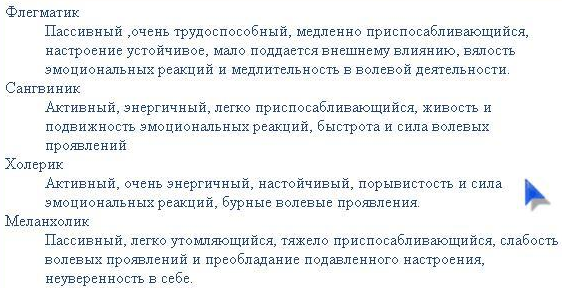 Флегматик
Пассивный ,очень трудоспособный, медленно приспосабливающийся,
настроение устойчивое, мало поддается внешнему влиянию, вялость
эмоциональных реакций и медлительность в волевой деятельности.
Сангвиник
Активный, энергичный, легко приспосабливающийся, живость и
подвижность эмоциональных реакций, быстрота и сила волевых
проявлений
Холерик
Активный, очень энергичный, настойчивый, порывистость и сила
эмоциональных реакций, бурные волевые проявления.
Меланхолик
Пассивный, легко утомляющийся, тяжело приспосабливающийся, слабость
волевых проявлений и преобладание подавленного настроения,
неуверенность в себе.